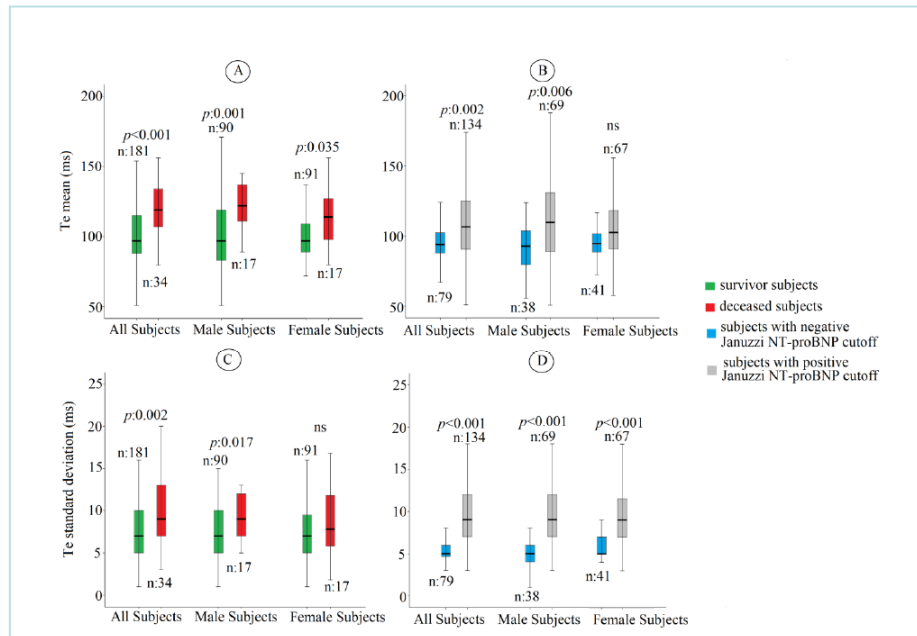 A
Te mean (ms)
200
150
100
50
p<0.001
n:181
n:34
p:0.001
n:90
n:17
p:0.035
n:91
n:17
All Subjects Male Subjects Female Subjects
B
200
150
100
50
p:0.002
n:134
n:79
p:0.006
n:69
n:38
ns
n:67
n:41
All Subjects Male Subjects Female Subjects
survivor subjects
deceased subjects
subjects with negative
Januzzi NT-proBNP cutoff
subjects with positive
Januzzi NT-proBNP cutoff
C
Te standard deviation (ms)
25
20
15
10
5
0
p:0.002
n:181
n:34
p:0.017
n:90
n:17
ns
n:91
n:17
All Subjects Male Subjects Female Subjects
D
25
20
15
10
5
0
p<0.001
n:134
n:79
p<0.001
n:69
n:38
p<0.001
n:67
n:41
All Subjects Male Subjects Female Subjects